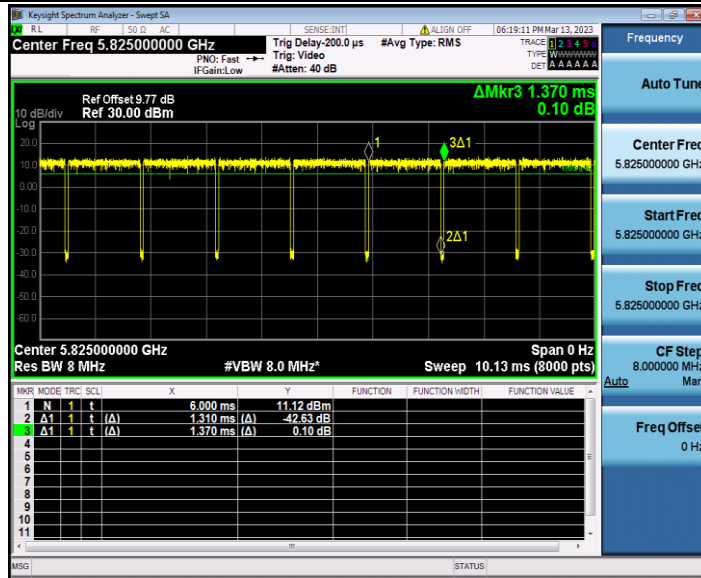 Keysight Spectrum Analyzer - Swept SA
RL RF 50 Ω AC SENSE:INT ALIGN OFF 06:19:11 PM Mar 13, 2023
Center Freq 5.825000000 GHz
PNO: Fast
IFGain:Low
Trig Delay-200.0 µs
Trig: Video
#Atten: 40 dB
#Avg Type: RMS
TRACE 1 2 3 4 5 6
TYPE WWWWWW
DET A A A A A A
Ref Offset 9.77 dB
10 dB/div Ref 30.00 dBm
Log
ΔMkr3 1.370 ms
0.10 dB
20.0
10.0
0.00
-10.0
-20.0
-30.0
-40.0
-50.0
-60.0
1
3Δ1
2Δ1
Center 5.825000000 GHz Span 0 Hz
Res BW 8 MHz #VBW 8.0 MHz* Sweep 10.13 ms (8000 pts)
MKR MODE TRC SCL X Y FUNCTION FUNCTION WIDTH FUNCTION VALUE
1 N 1 t 6.000 ms 11.12 dBm
2 Δ1 1 t (Δ) 1.310 ms (Δ) -42.63 dB
3 Δ1 1 t (Δ) 1.370 ms (Δ) 0.10 dB
4
5
6
7
8
9
10
11
MSG STATUS
Frequency
Auto Tune
Center Freq
5.825000000 GHz
Start Freq
5.825000000 GHz
Stop Freq
5.825000000 GHz
CF Step
8.000000 MHz
Auto Man
Freq Offset
0 Hz